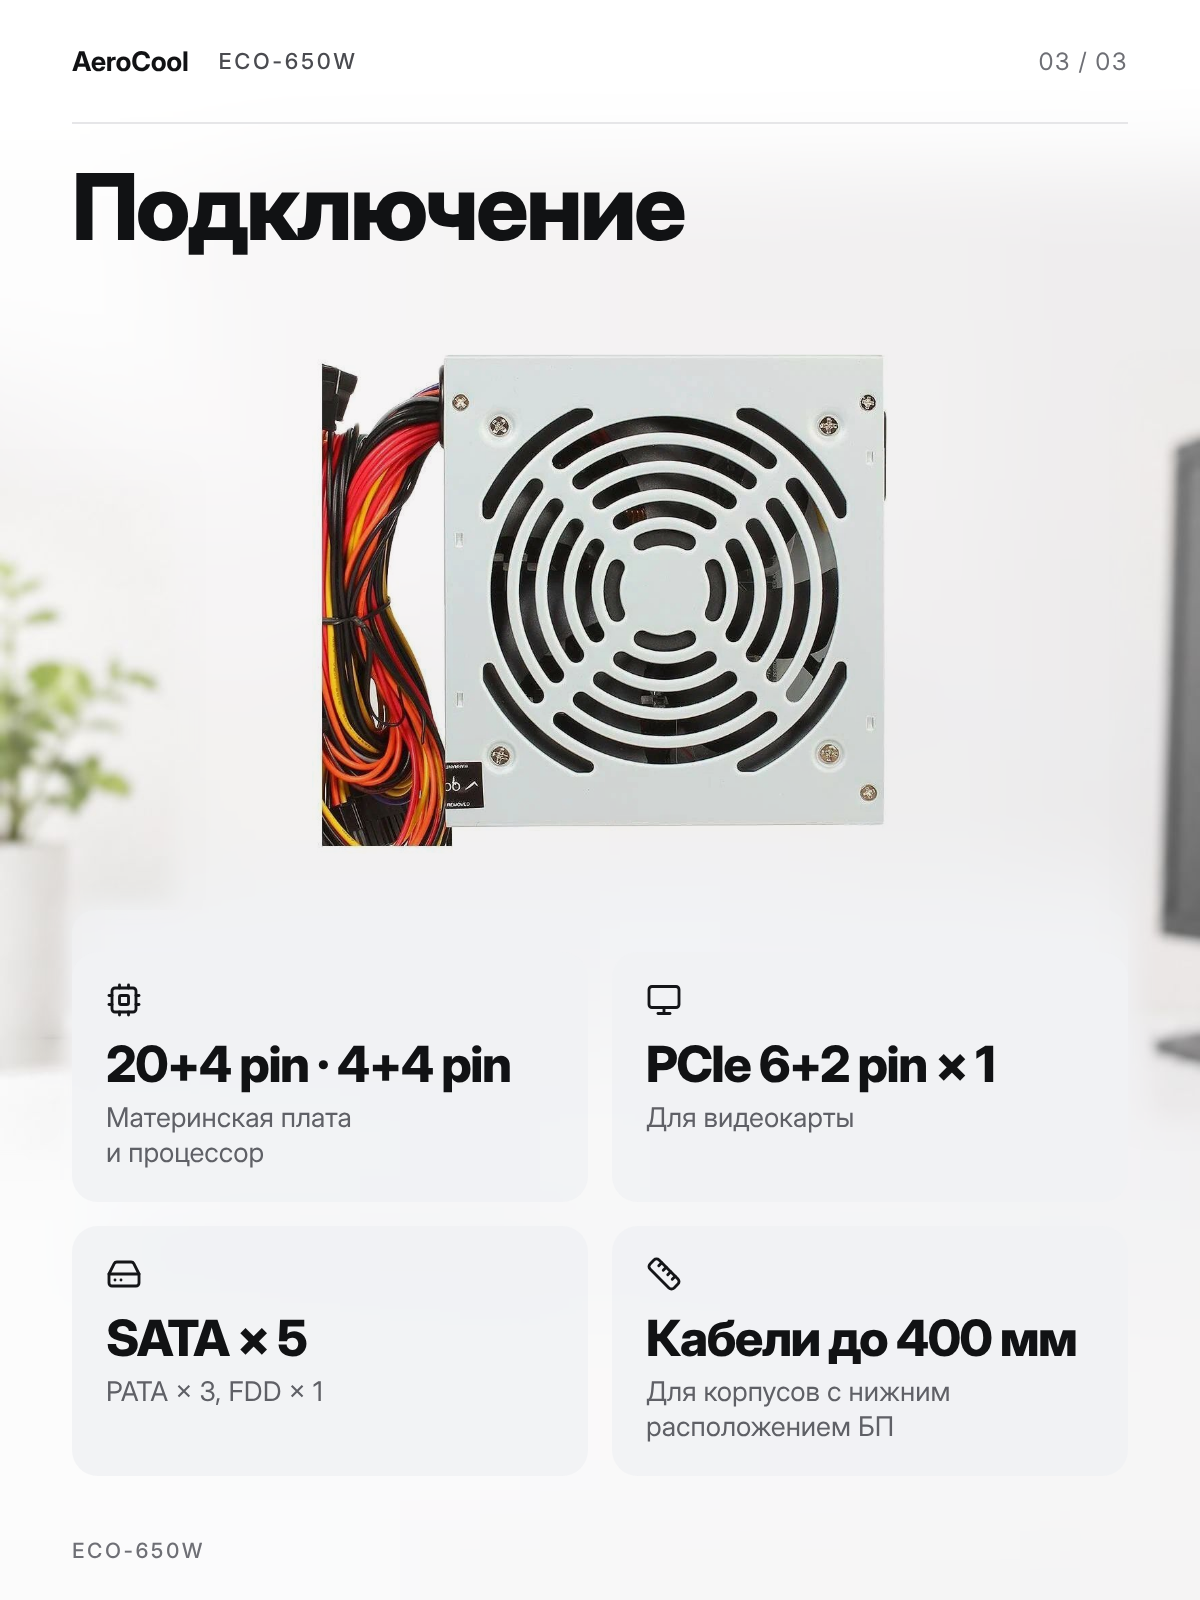 AeroCool ECO-650W 03 / 03
Подключение
REMOVED
20+4 pin · 4+4 pin
Материнская плата
и процессор
PCIe 6+2 pin × 1
Для видеокарты
SATA × 5
PATA × 3, FDD × 1
Кабели до 400 мм
Для корпусов с нижним
расположением БП
ECO-650W